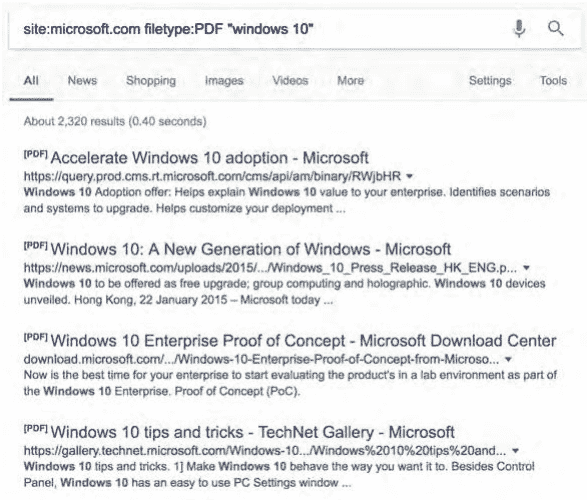 site:microsoft.com filetype:PDF "windows 10"
All News Shopping Images Videos More Settings Tools
About 2,320 results (0.40 seconds)
[PDF] Accelerate Windows 10 adoption - Microsoft
https://query.prod.cms.rt.microsoft.com/cms/api/am/binary/RWjbHR
Windows 10 Adoption offer: Helps explain Windows 10 value to your enterprise. Identifies scenarios
and systems to upgrade. Helps customize your deployment ...
[PDF] Windows 10: A New Generation of Windows - Microsoft
https://news.microsoft.com/uploads/2015/.../Windows_10_Press_Release_HK_ENG.p...
Windows 10 to be offered as free upgrade; group computing and holographic. Windows 10 devices
unveiled. Hong Kong, 22 January 2015 – Microsoft today ...
[PDF] Windows 10 Enterprise Proof of Concept - Microsoft Download Center
download.microsoft.com/.../Windows-10-Enterprise-Proof-of-Concept-from-Microso...
Now is the best time for your enterprise to start evaluating the product's in a lab environment as part of
the Windows 10 Enterprise. Proof of Concept (PoC).
[PDF] Windows 10 tips and tricks - TechNet Gallery - Microsoft
https://gallery.technet.microsoft.com/Windows-10.../Windows%2010%20tips%20and...
Windows 10 tips and tricks. 1] Make Windows 10 behave the way you want it to. Besides Control
Panel, Windows 10 has an easy to use PC Settings window ...